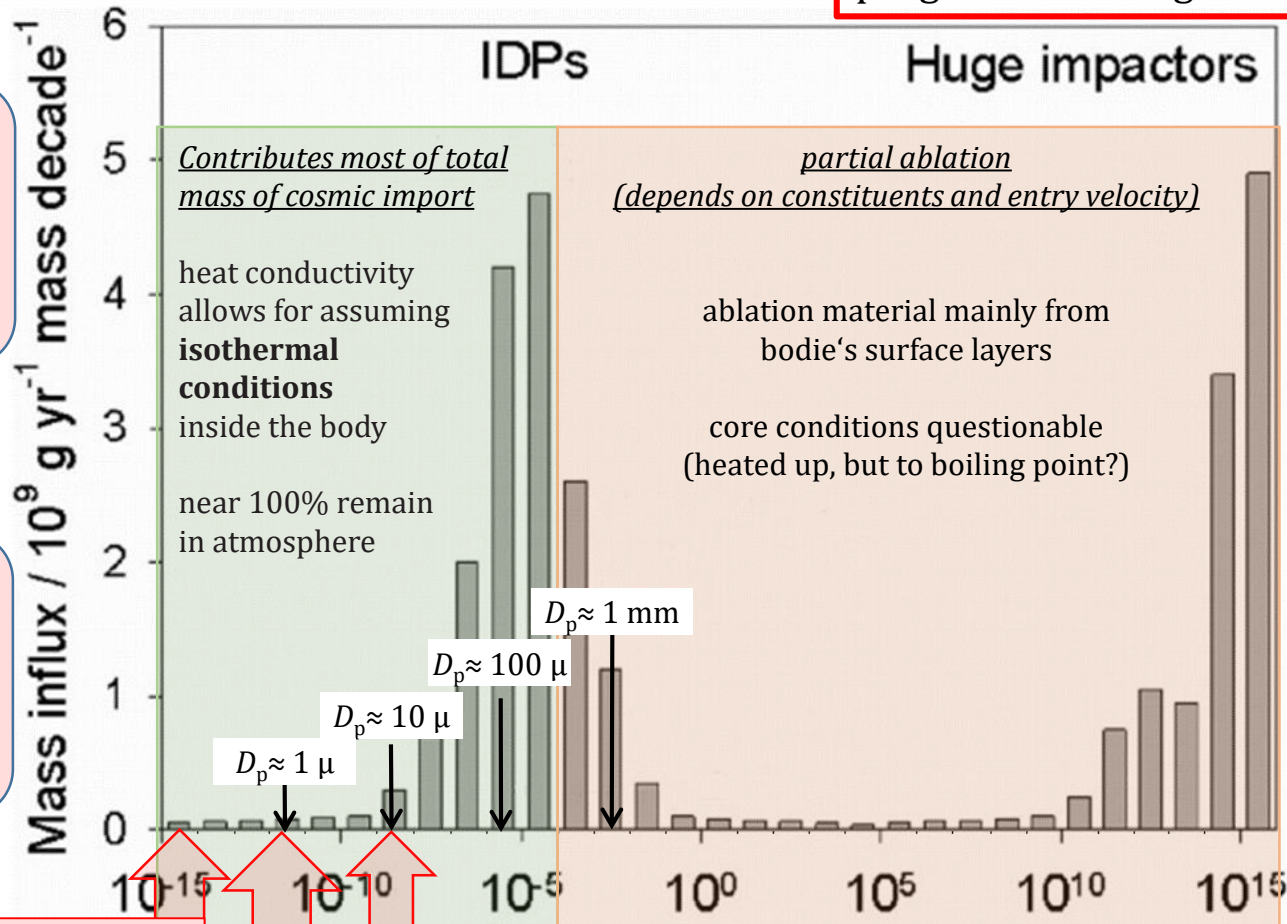 Mass influx / 10⁹ g yr⁻¹ mass decade⁻¹
6
5
4
3
2
1
0
IDPs
Huge impactors
Contributes most of total
mass of cosmic import
heat conductivity
allows for assuming
isothermal
conditions
inside the body
near 100% remain
in atmosphere
partial ablation
(depends on constituents and entry velocity)
ablation material mainly from
bodie‘s surface layers
core conditions questionable
(heated up, but to boiling point?)
Dₚ≈ 1 mm
Dₚ≈ 100 µ
Dₚ≈ 10 µ
Dₚ≈ 1 µ
10⁻¹⁵ 10⁻¹⁰ 10⁻⁵ 10⁰ 10⁵ 10¹⁰ 10¹⁵